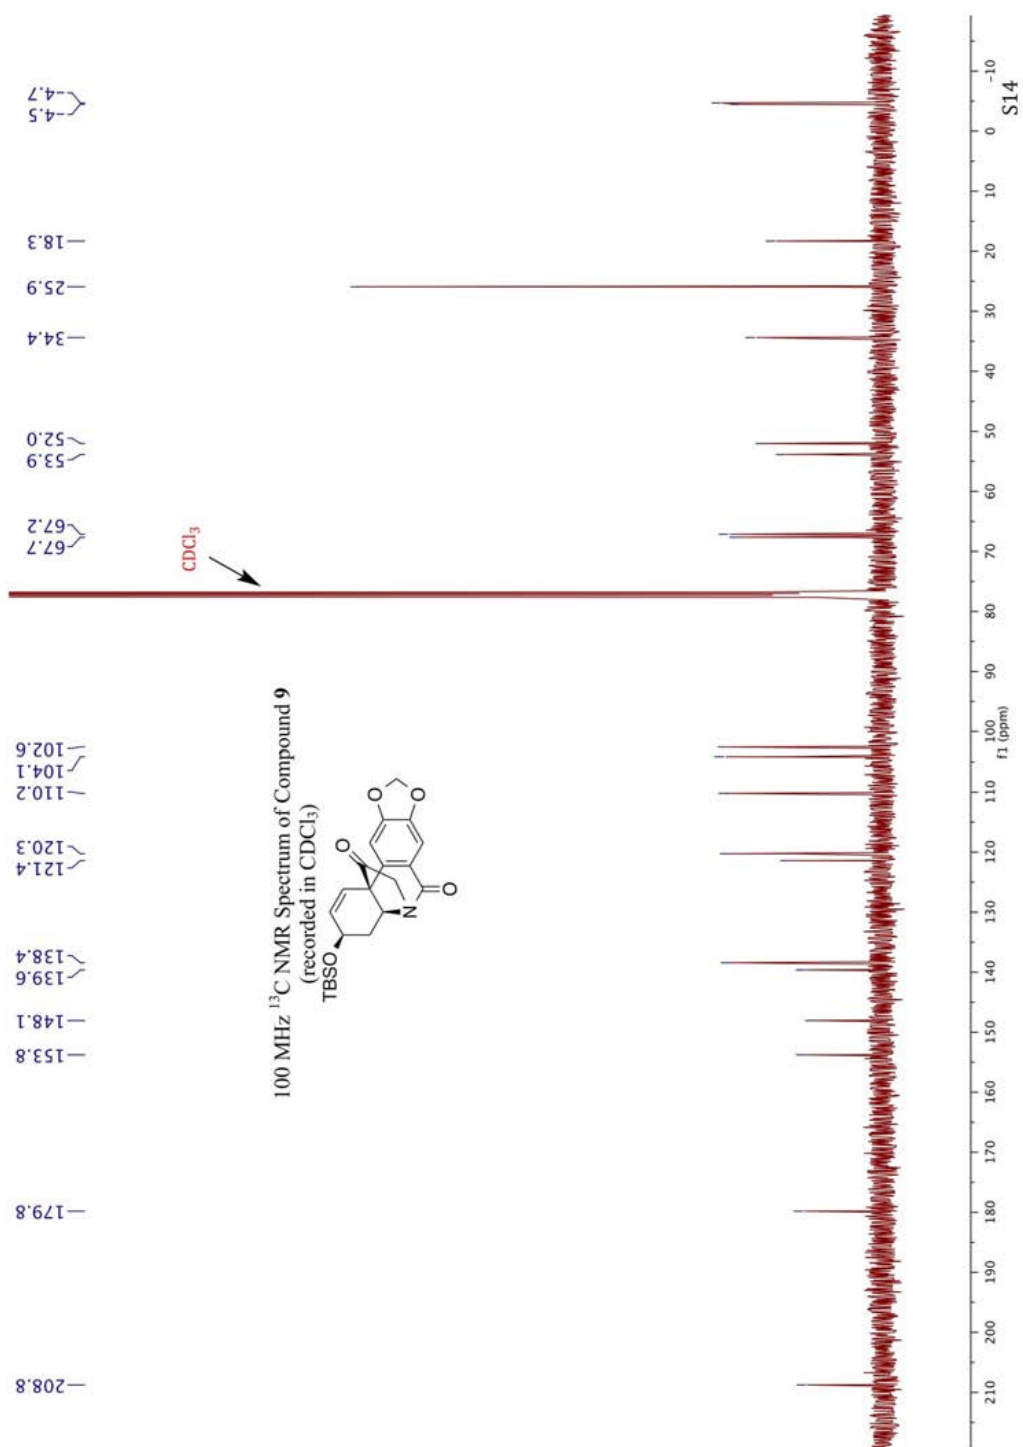 208.8
179.8
153.8
148.1
139.6
138.4
121.4
120.3
110.2
104.1
102.6
67.7
67.2
53.9
52.0
34.4
25.9
18.3
-4.5
-4.7
CDCl₃
100 MHz ¹³C NMR Spectrum of Compound 9
(recorded in CDCl₃)
TBSO
O
O
O
N
O
210 200 190 180 170 160 150 140 130 120 110 100 90 80 70 60 50 40 30 20 10 0 -10
f1 (ppm)
S14